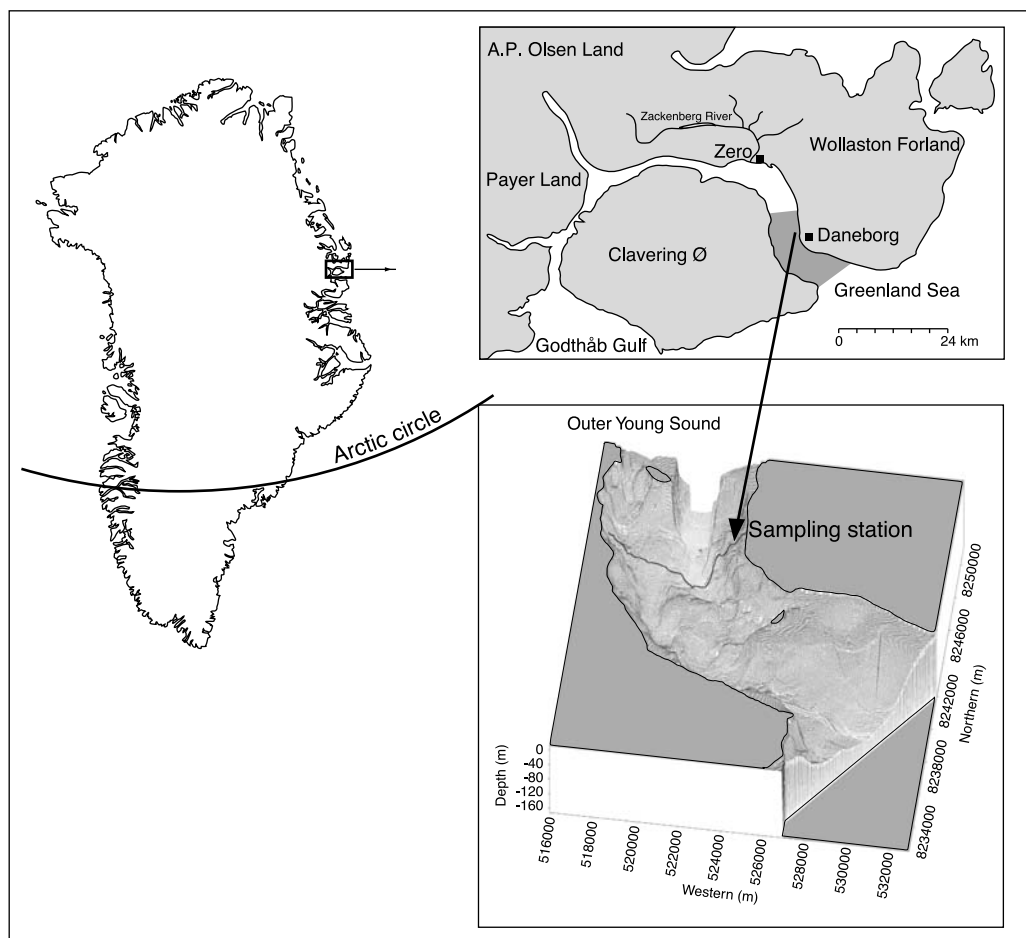 A.P. Olsen Land
Zackenberg River
Zero
Wollaston Forland
Payer Land
Daneborg
Clavering Ø
Greenland Sea
Godthåb Gulf
0
24 km
Arctic circle
Outer Young Sound
Sampling station
Depth (m)
0
-40
-80
-120
-160
516000
518000
520000
522000
524000
526000
528000
530000
532000
Western (m)
8234000
8238000
8242000
8246000
8250000
Northern (m)